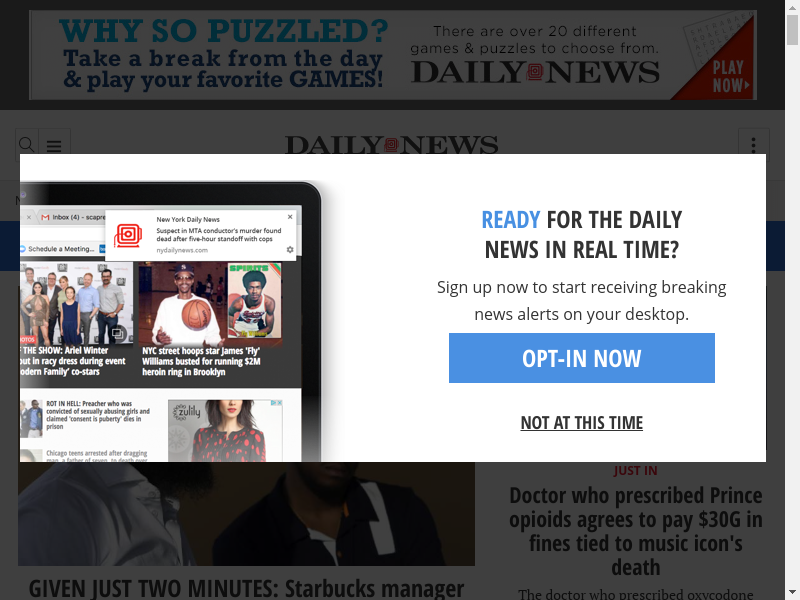 WHY SO PUZZLED?
Take a break from the day
& play your favorite GAMES!
There are over 20 different
games & puzzles to choose from.
DAILY NEWS
PLAY
NOW
DAILY NEWS
Inbox (4) - scapre
Schedule a Meeting...
New York Daily News
Suspect in MTA conductor's murder found
dead after five-hour standoff with cops
nydailynews.com
SPIRITS
PHOTOS
F THE SHOW: Ariel Winter
out in racy dress during event
odern Family' co-stars
NYC street hoops star James 'Fly'
Williams busted for running $2M
heroin ring in Brooklyn
ROT IN HELL: Preacher who was
convicted of sexually abusing girls and
claimed 'consent is puberty' dies in
prison
Chicago teens arrested after dragging
man, a father of seven, to death over
zulily
READY FOR THE DAILY
NEWS IN REAL TIME?
Sign up now to start receiving breaking
news alerts on your desktop.
OPT-IN NOW
NOT AT THIS TIME
JUST IN
Doctor who prescribed Prince
opioids agrees to pay $30G in
fines tied to music icon's
death
The doctor who prescribed oxycodone
GIVEN JUST TWO MINUTES: Starbucks manager